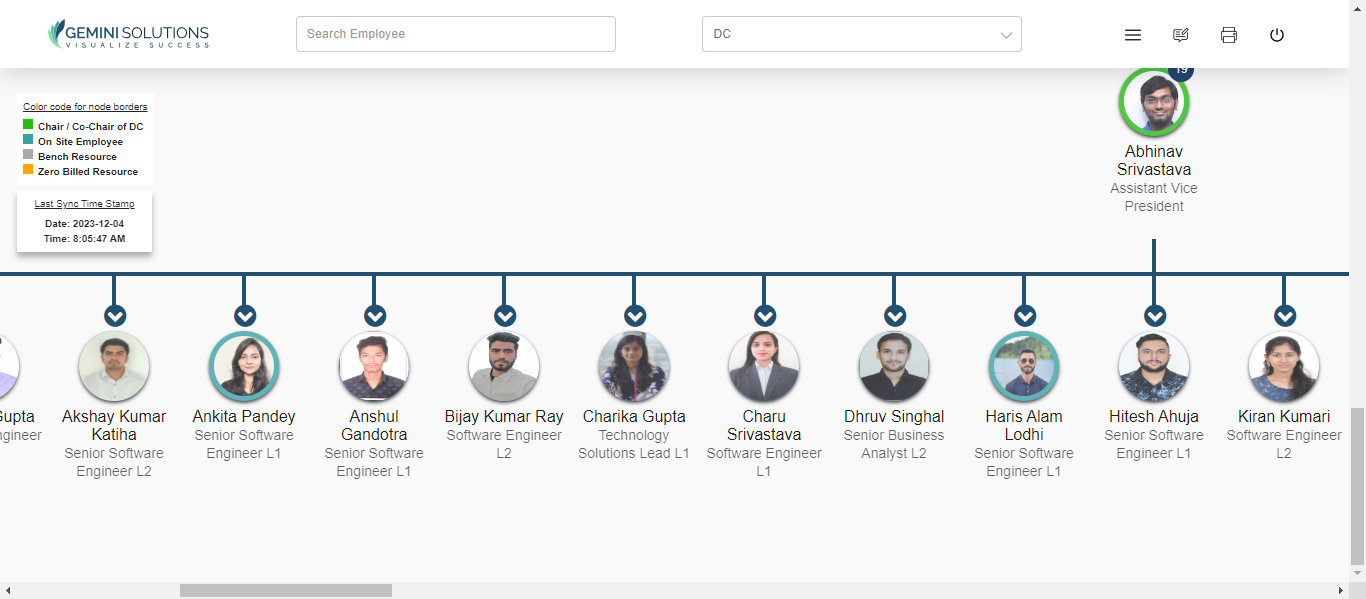 GEMINI SOLUTIONS
VISUALIZE SUCCESS
Search Employee
DC
19
Color code for node borders
Chair / Co-Chair of DC
On Site Employee
Bench Resource
Zero Billed Resource
Last Sync Time Stamp
Date: 2023-12-04
Time: 8:05:47 AM
Abhinav
Srivastava
Assistant Vice
President
Gupta
Akshay Kumar
Katiha
Senior Software
Engineer L2
Ankita Pandey
Senior Software
Engineer L1
Anshul
Gandotra
Senior Software
Engineer L1
Bijay Kumar Ray
Software Engineer
L2
Charika Gupta
Technology
Solutions Lead L1
Charu
Srivastava
Software Engineer
L1
Dhruv Singhal
Senior Business
Analyst L2
Haris Alam
Lodhi
Senior Software
Engineer L1
Hitesh Ahuja
Senior Software
Engineer L1
Kiran Kumari
Software Engineer
L2